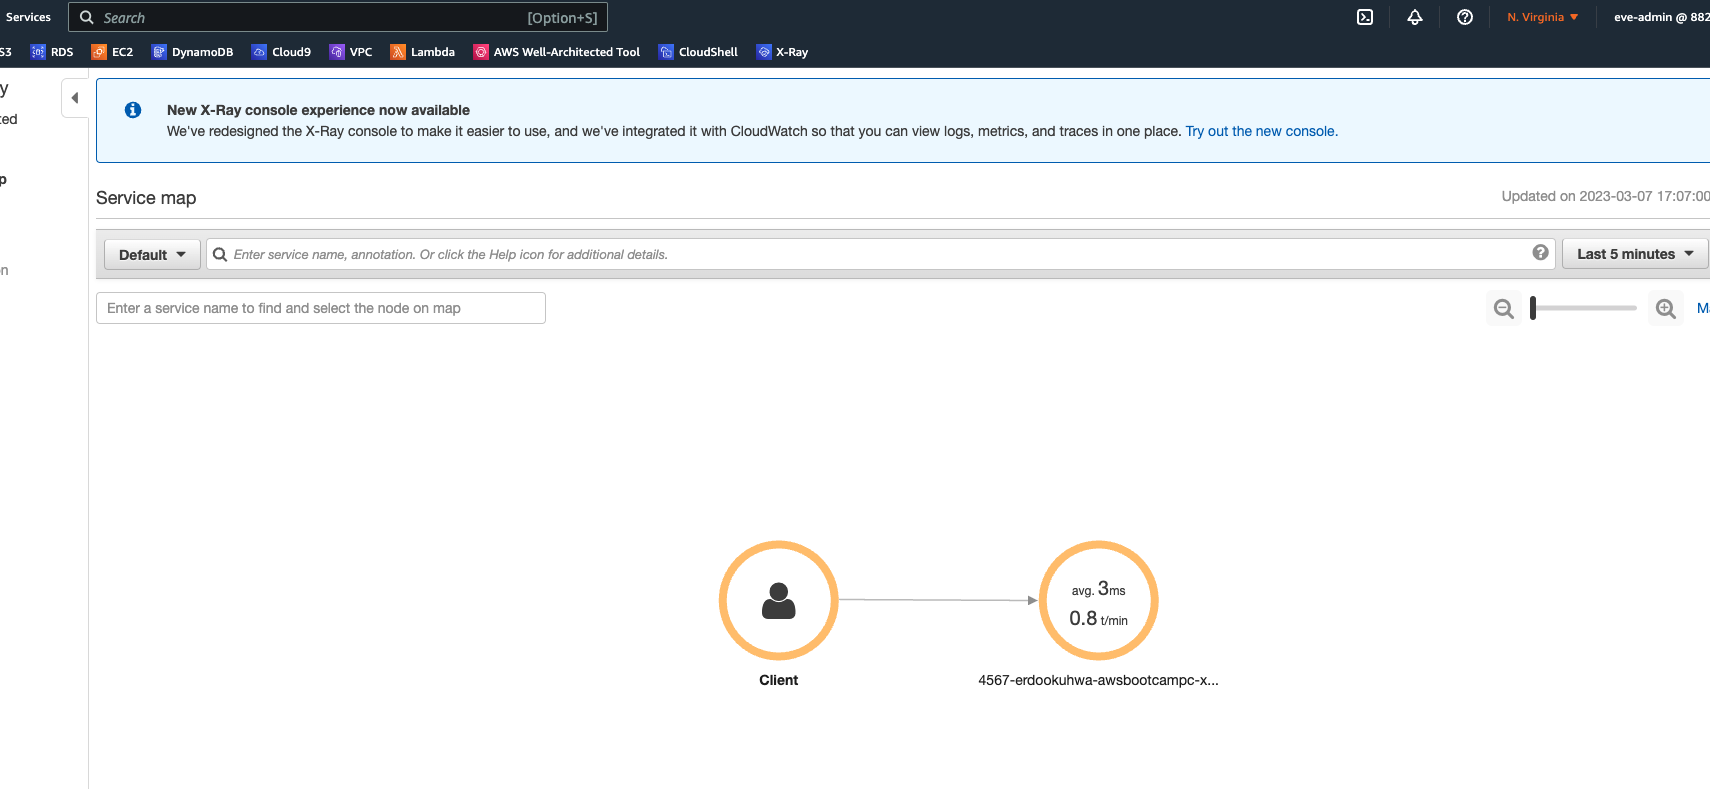 Services Search [Option+S] N. Virginia eve-admin @ 882
S3 RDS EC2 DynamoDB Cloud9 VPC Lambda AWS Well-Architected Tool CloudShell X-Ray
y
ted
p
on
New X-Ray console experience now available
We've redesigned the X-Ray console to make it easier to use, and we've integrated it with CloudWatch so that you can view logs, metrics, and traces in one place. Try out the new console.
Service map Updated on 2023-03-07 17:07:00
Default Enter service name, annotation. Or click the Help icon for additional details. Last 5 minutes
Enter a service name to find and select the node on map
avg. 3ms
0.8 t/min
Client 4567-erdookuhwa-awsbootcampc-x...